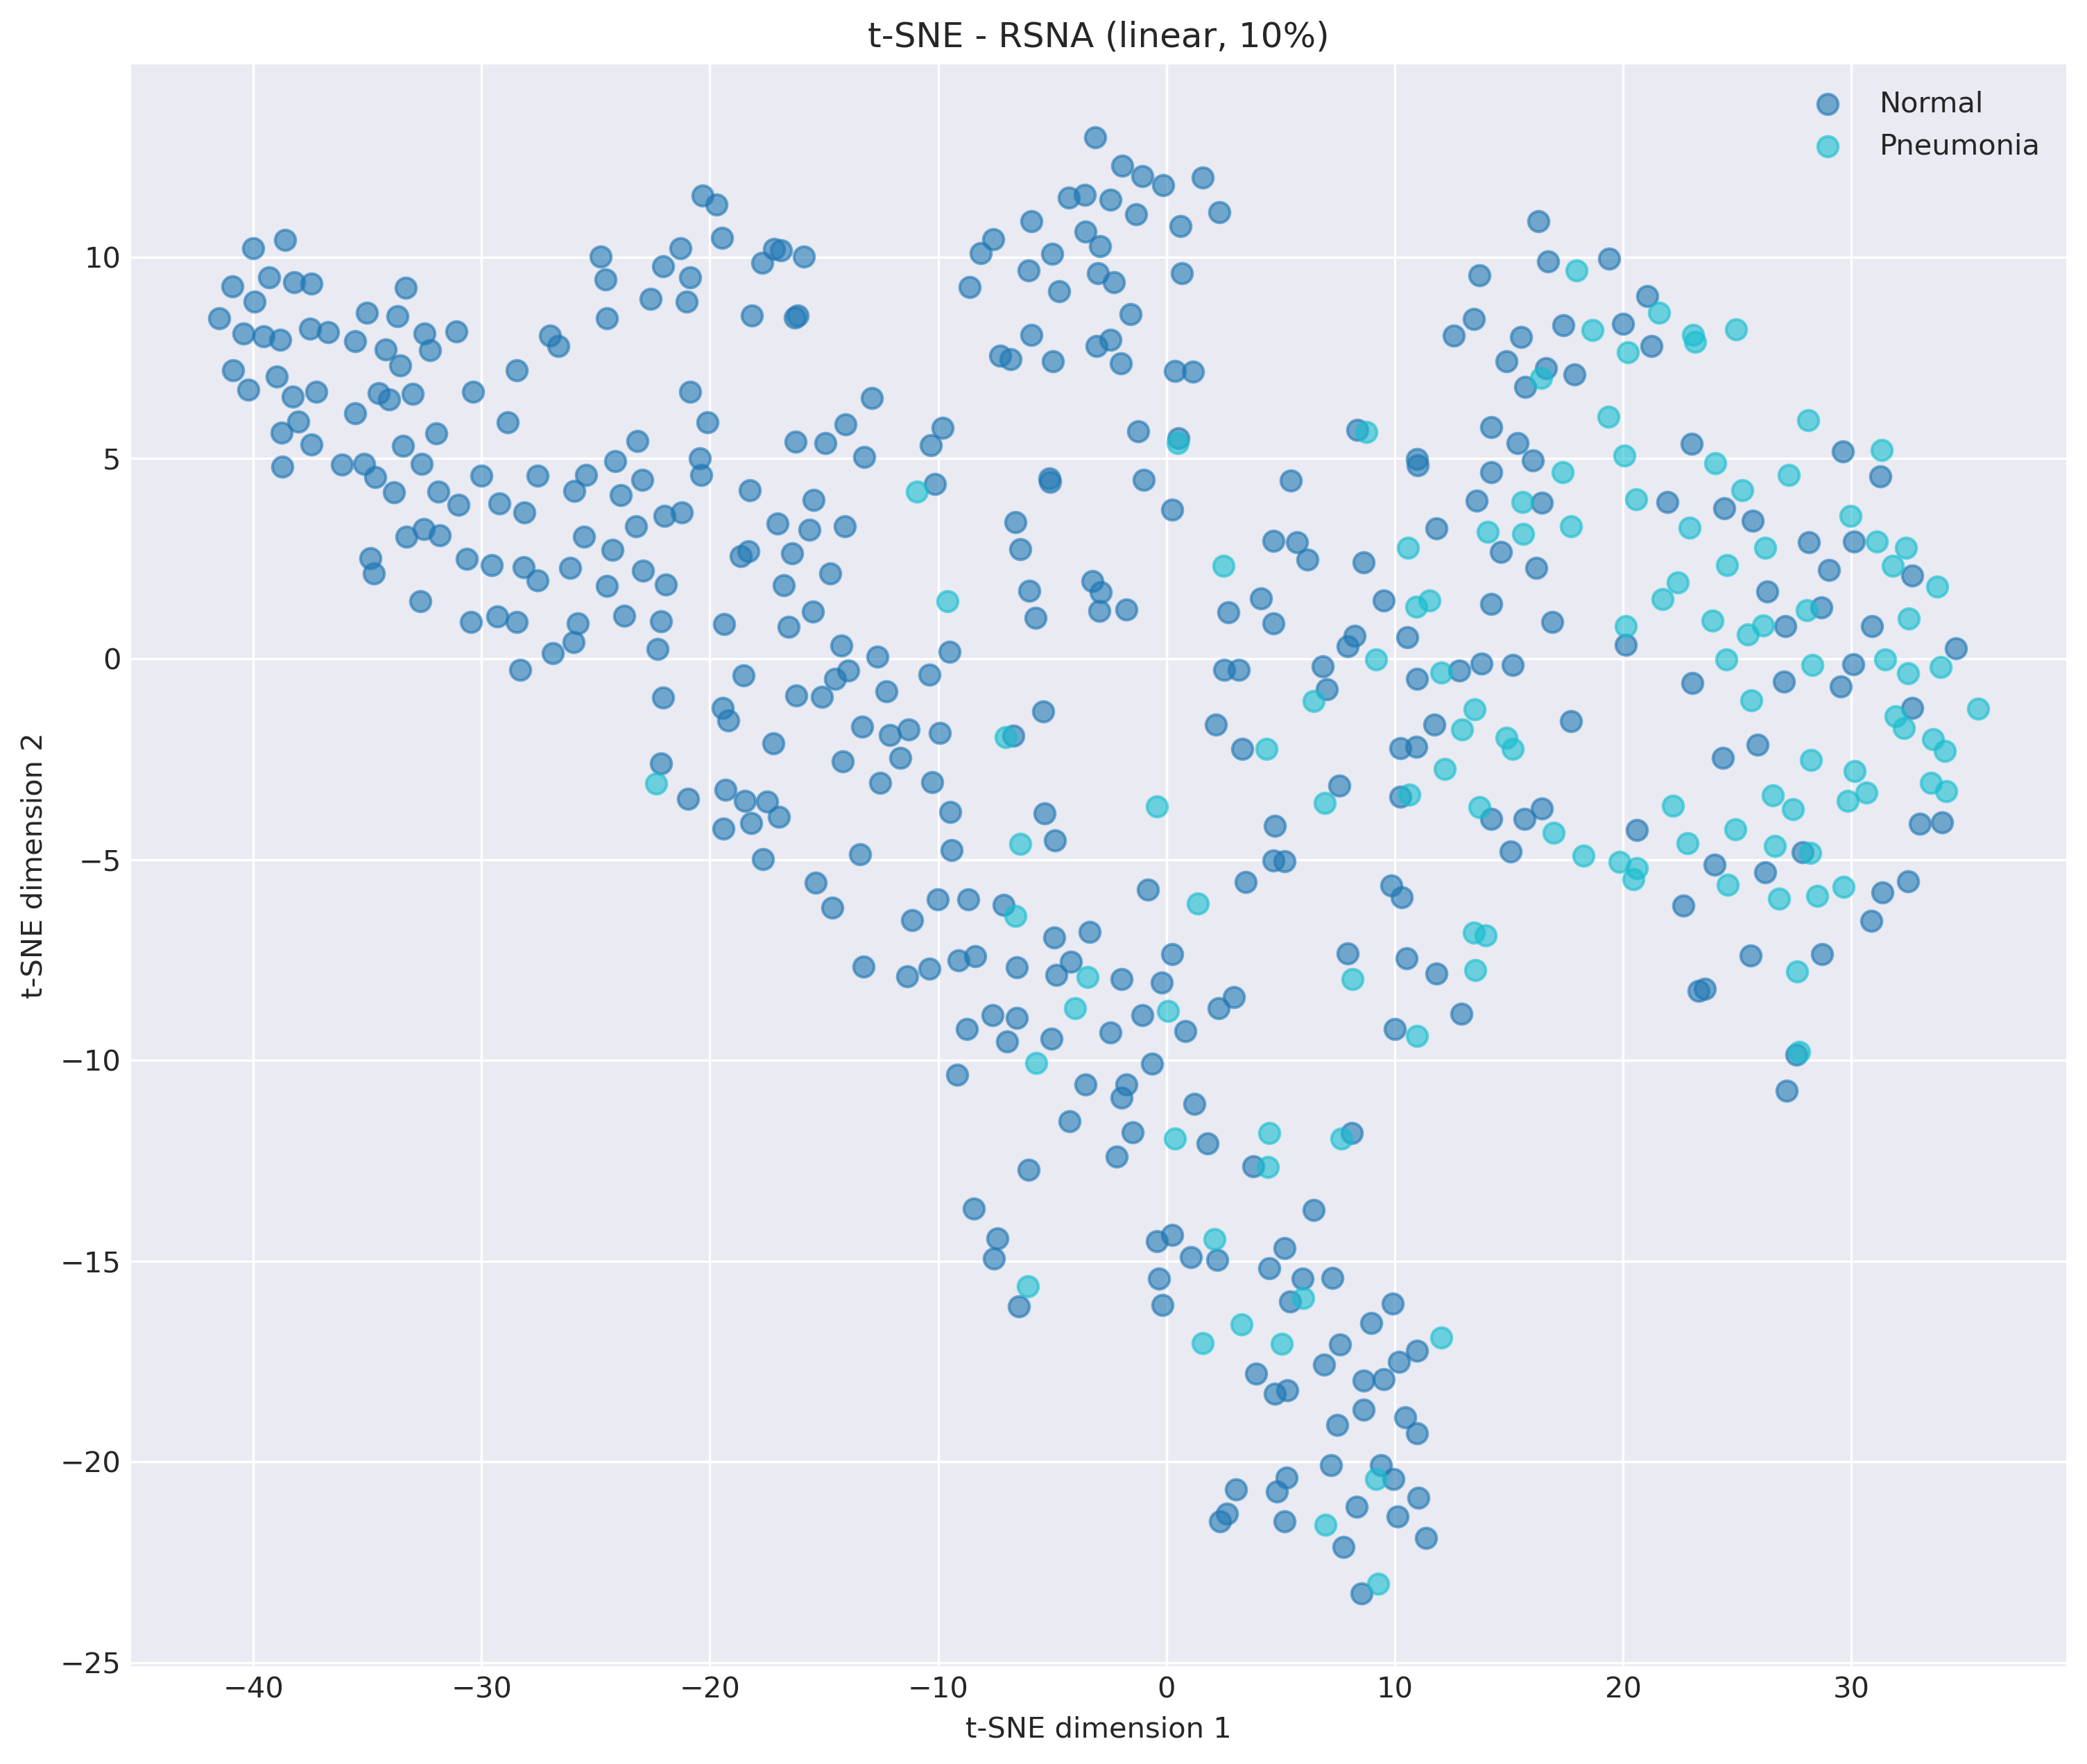 t-SNE - RSNA (linear, 10%)
Normal
Pneumonia
10
5
0
−5
−10
−15
−20
−25
t-SNE dimension 2
−40 −30 −20 −10 0 10 20 30
t-SNE dimension 1